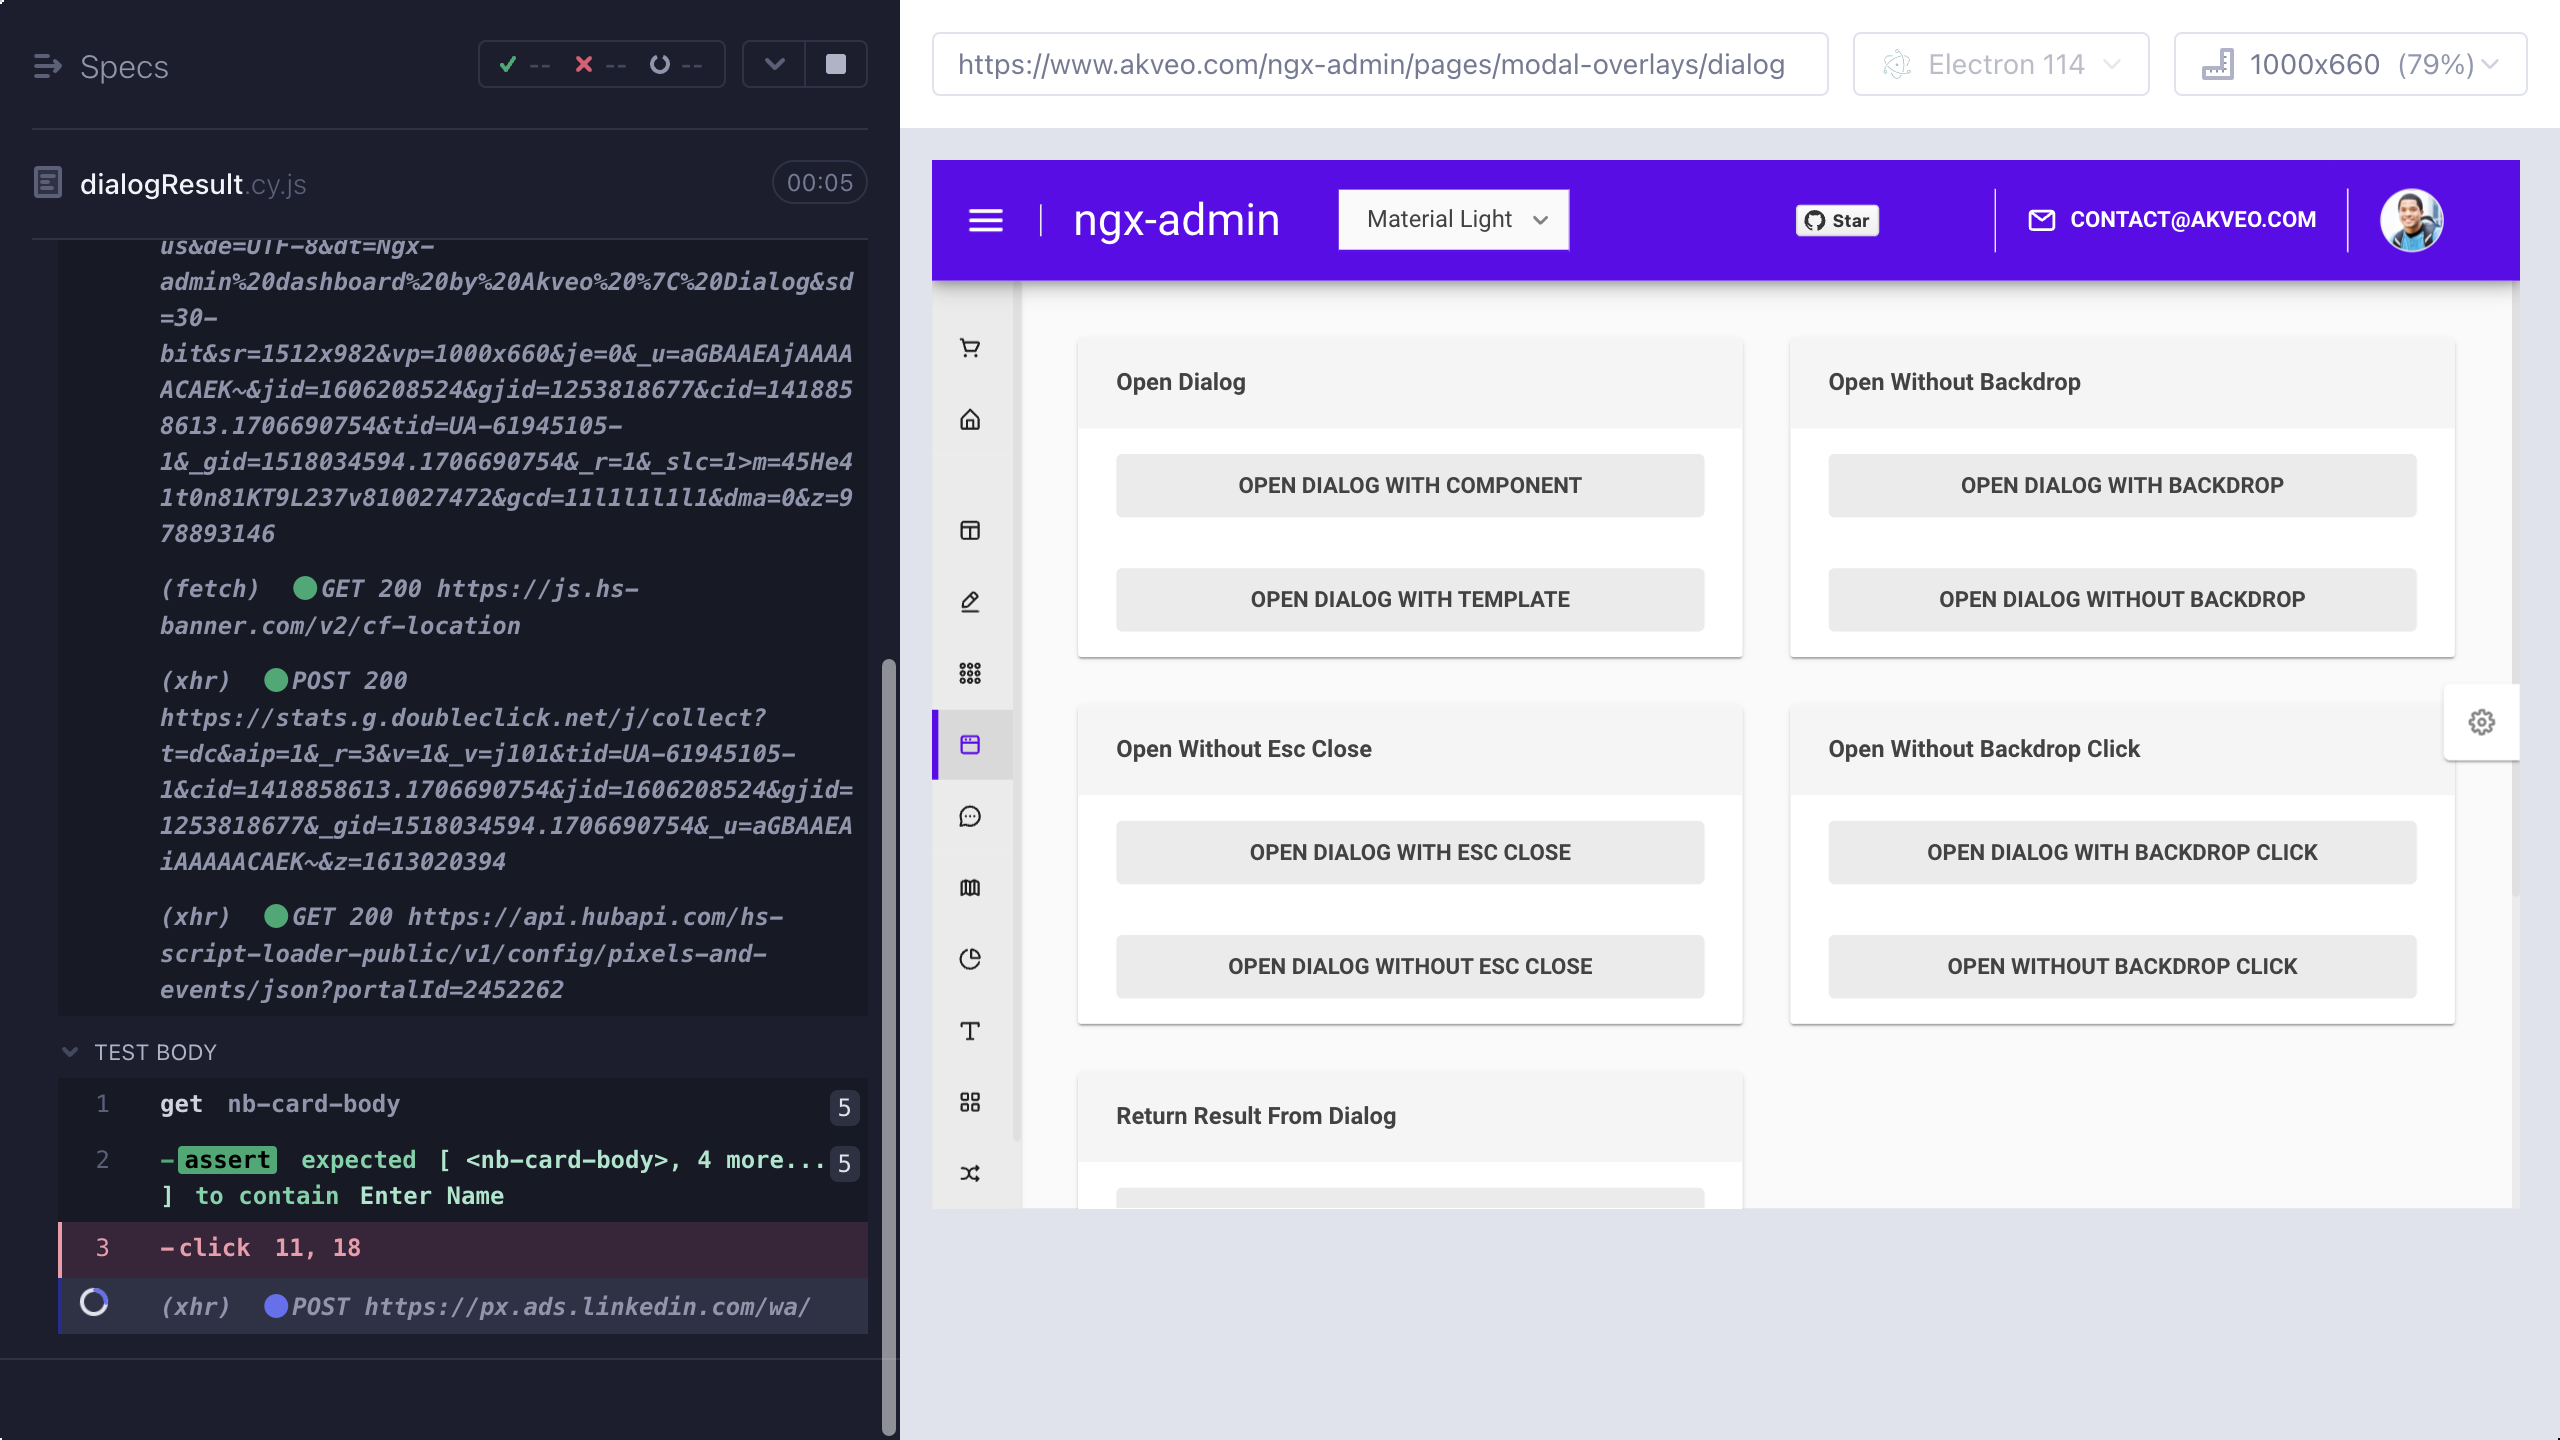 Specs
--
--
--
dialogResult.cy.js
00:05
us&de=UTF-8&dt=Ngx-
admin%20dashboard%20by%20Akveo%20%7C%20Dialog&sd
=30-
bit&sr=1512x982&vp=1000x660&je=0&_u=aGBAAEAjAAAA
ACAEK~&jid=1606208524&gjid=1253818677&cid=141885
8613.1706690754&tid=UA-61945105-
1&_gid=1518034594.1706690754&_r=1&_slc=1>m=45He4
1t0n81KT9L237v810027472&gcd=11l1l1l1l1&dma=0&z=9
78893146
(fetch) GET 200 https://js.hs-
banner.com/v2/cf-location
(xhr) POST 200
https://stats.g.doubleclick.net/j/collect?
t=dc&aip=1&_r=3&v=1&_v=j101&tid=UA-61945105-
1&cid=1418858613.1706690754&jid=1606208524&gjid=
1253818677&_gid=1518034594.1706690754&_u=aGBAAEA
iAAAAACAEK~&z=1613020394
(xhr) GET 200 https://api.hubapi.com/hs-
script-loader-public/v1/config/pixels-and-
events/json?portalId=2452262
TEST BODY
1 get nb-card-body 5
2 -assert expected [ <nb-card-body>, 4 more... 5
] to contain Enter Name
3 -click 11, 18
(xhr) POST https://px.ads.linkedin.com/wa/
https://www.akveo.com/ngx-admin/pages/modal-overlays/dialog
Electron 114
1000x660 (79%)
ngx-admin
Material Light
Star
CONTACT@AKVEO.COM
Open Dialog
OPEN DIALOG WITH COMPONENT
OPEN DIALOG WITH TEMPLATE
Open Without Backdrop
OPEN DIALOG WITH BACKDROP
OPEN DIALOG WITHOUT BACKDROP
Open Without Esc Close
OPEN DIALOG WITH ESC CLOSE
OPEN DIALOG WITHOUT ESC CLOSE
Open Without Backdrop Click
OPEN DIALOG WITH BACKDROP CLICK
OPEN WITHOUT BACKDROP CLICK
Return Result From Dialog